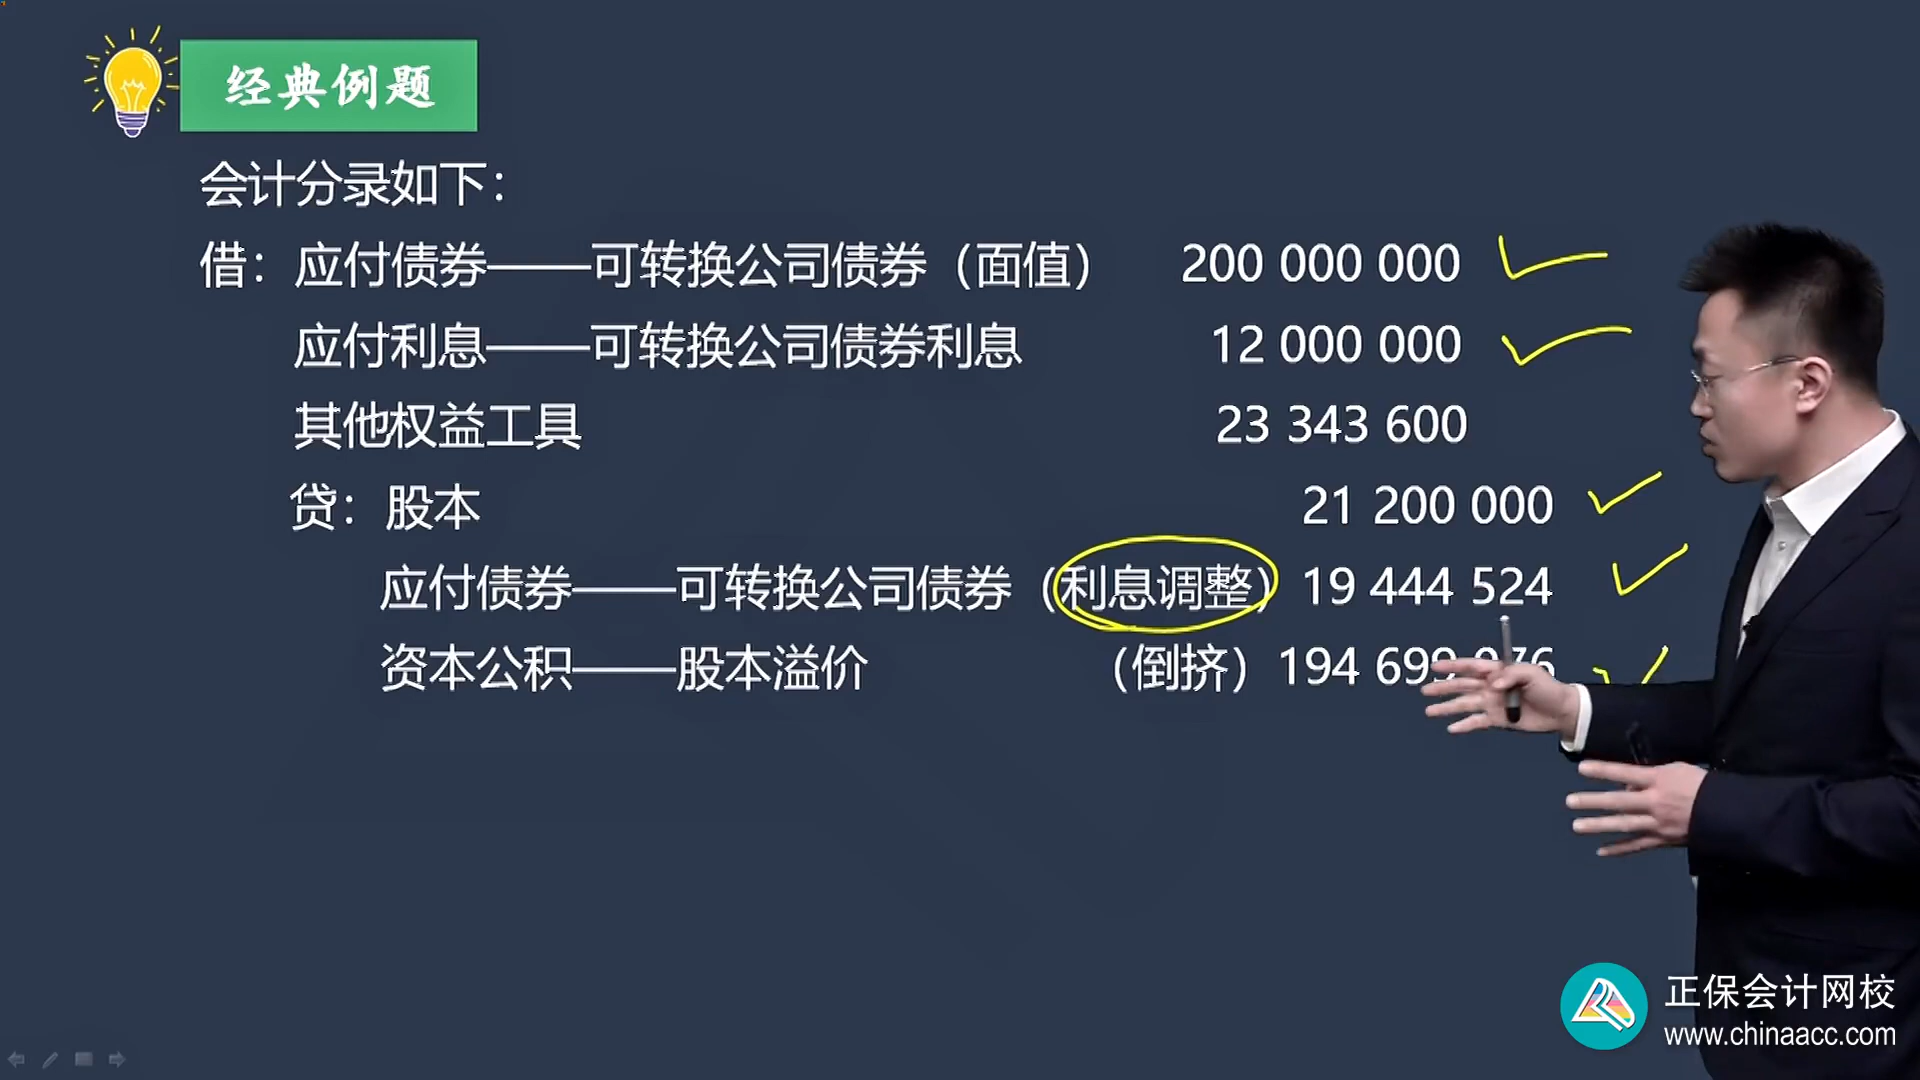 经典例题
会计分录如下：
借：应付债券——可转换公司债券（面值） 200 000 000
应付利息——可转换公司债券利息 12 000 000
其他权益工具 23 343 600
贷：股本 21 200 000
应付债券——可转换公司债券（利息调整）19 444 524
资本公积——股本溢价 （倒挤）194 699
正保会计网校
www.chinaacc.com